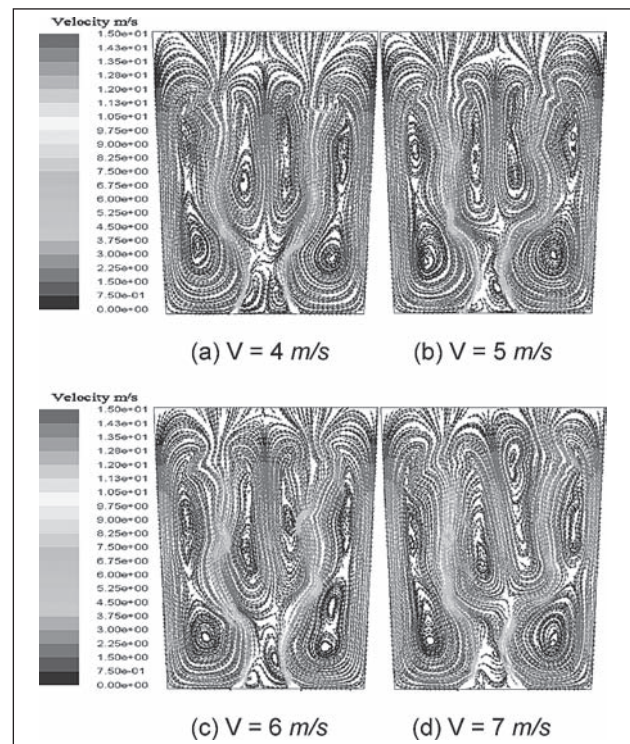 Velocity m/s
1.50e+01
1.43e+01
1.35e+01
1.28e+01
1.20e+01
1.13e+01
1.05e+01
9.75e+00
9.00e+00
8.25e+00
7.50e+00
6.75e+00
6.00e+00
5.25e+00
4.50e+00
3.75e+00
3.00e+00
2.25e+00
1.50e+00
7.50e-01
0.00e+00
(a) V = 4 m/s
(b) V = 5 m/s
Velocity m/s
1.50e+01
1.43e+01
1.35e+01
1.28e+01
1.20e+01
1.13e+01
1.05e+01
9.75e+00
9.00e+00
8.25e+00
7.50e+00
6.75e+00
6.00e+00
5.25e+00
4.50e+00
3.75e+00
3.00e+00
2.25e+00
1.50e+00
7.50e-01
0.00e+00
(c) V = 6 m/s
(d) V = 7 m/s